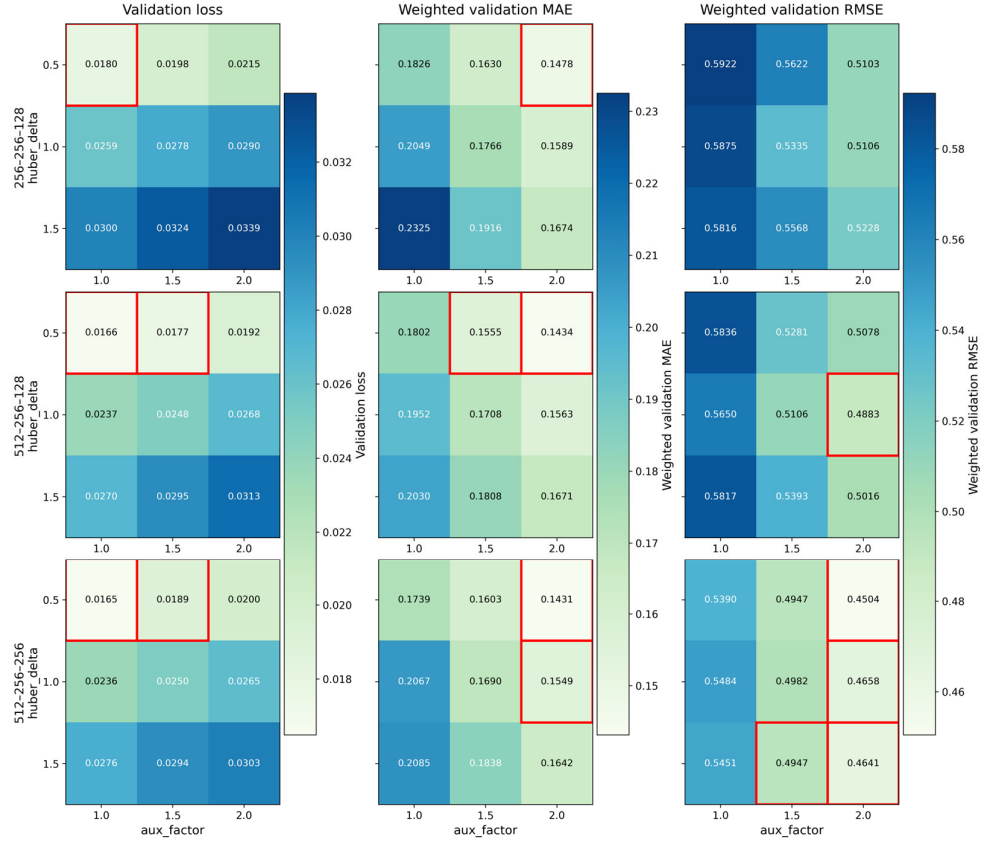 Validation loss
Weighted validation MAE
Weighted validation RMSE
256–256–128
huber_delta
0.5 0.0180 0.0198 0.0215
1.0 0.0259 0.0278 0.0290
1.5 0.0300 0.0324 0.0339
1.0 1.5 2.0
0.1826 0.1630 0.1478
0.2049 0.1766 0.1589
0.2325 0.1916 0.1674
1.0 1.5 2.0
0.5922 0.5622 0.5103
0.5875 0.5335 0.5106
0.5816 0.5568 0.5228
1.0 1.5 2.0
512–256–128
huber_delta
0.5 0.0166 0.0177 0.0192
1.0 0.0237 0.0248 0.0268
1.5 0.0270 0.0295 0.0313
1.0 1.5 2.0
0.1802 0.1555 0.1434
0.1952 0.1708 0.1563
0.2030 0.1808 0.1671
1.0 1.5 2.0
0.5836 0.5281 0.5078
0.5650 0.5106 0.4883
0.5817 0.5393 0.5016
1.0 1.5 2.0
512–256–256
huber_delta
0.5 0.0165 0.0189 0.0200
1.0 0.0236 0.0250 0.0265
1.5 0.0276 0.0294 0.0303
1.0 1.5 2.0
aux_factor
0.1739 0.1603 0.1431
0.2067 0.1690 0.1549
0.2085 0.1838 0.1642
1.0 1.5 2.0
aux_factor
0.5390 0.4947 0.4504
0.5484 0.4982 0.4658
0.5451 0.4947 0.4641
1.0 1.5 2.0
aux_factor
0.032
0.030
0.028
0.026
0.024
0.022
0.020
0.018
Validation loss
0.23
0.22
0.21
0.20
0.19
0.18
0.17
0.16
0.15
Weighted validation MAE
0.58
0.56
0.54
0.52
0.50
0.48
0.46
Weighted validation RMSE